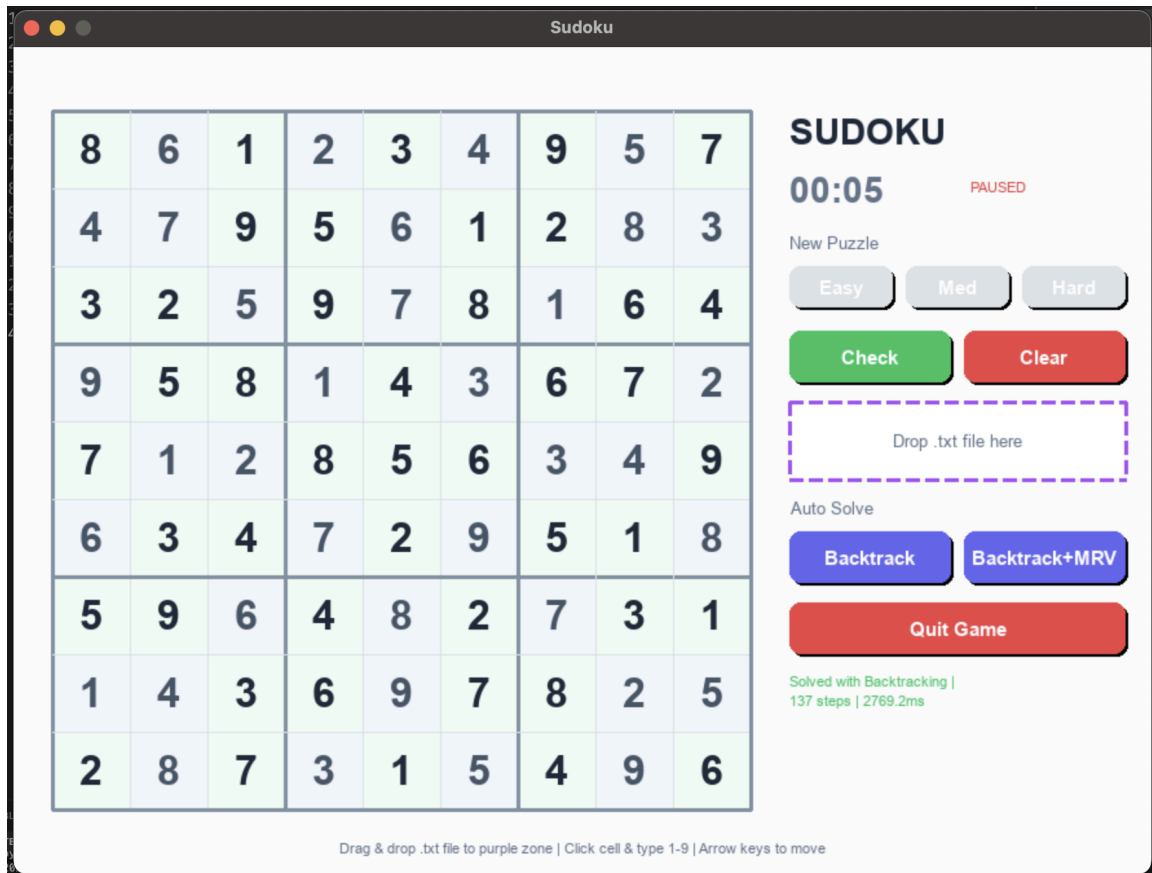 Sudoku
8 6 1 2 3 4 9 5 7
4 7 9 5 6 1 2 8 3
3 2 5 9 7 8 1 6 4
9 5 8 1 4 3 6 7 2
7 1 2 8 5 6 3 4 9
6 3 4 7 2 9 5 1 8
5 9 6 4 8 2 7 3 1
1 4 3 6 9 7 8 2 5
2 8 7 3 1 5 4 9 6
SUDOKU
00:05 PAUSED
New Puzzle
Easy Med Hard
Check Clear
Drop .txt file here
Auto Solve
Backtrack Backtrack+MRV
Quit Game
Solved with Backtracking |
137 steps | 2769.2ms
Drag & drop .txt file to purple zone | Click cell & type 1-9 | Arrow keys to move